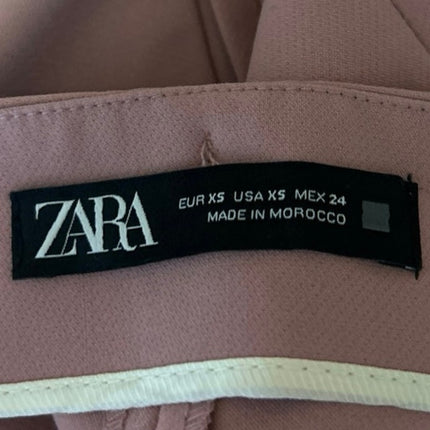 ZARA
EUR XS USA XS MEX 24
MADE IN MOROCCO